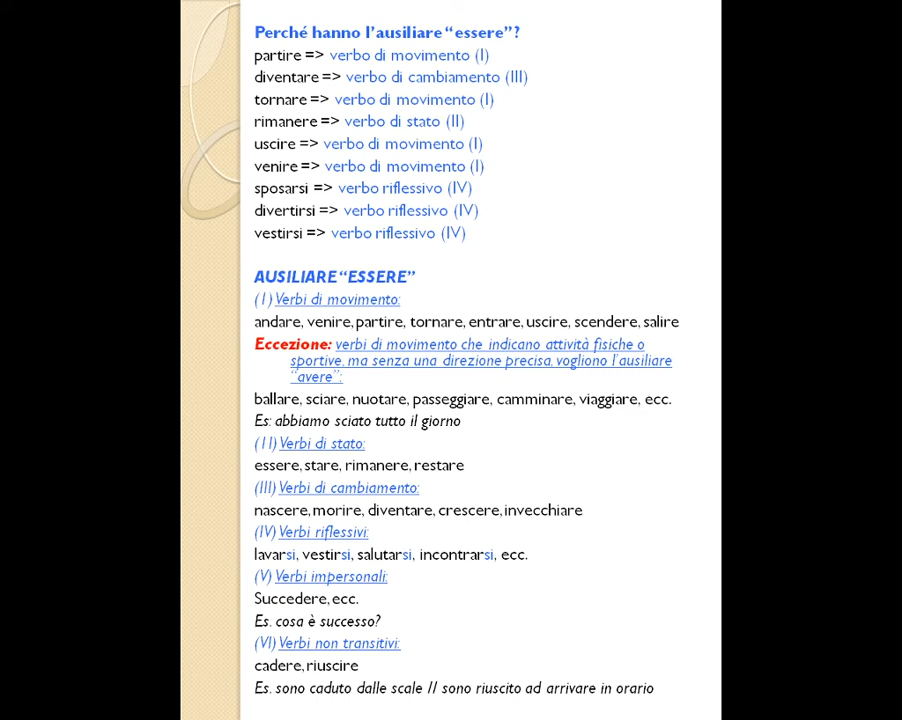 Perché hanno l'ausiliare “essere”?
partire => verbo di movimento (I)
diventare => verbo di cambiamento (III)
tornare => verbo di movimento (I)
rimanere => verbo di stato (II)
uscire => verbo di movimento (I)
venire => verbo di movimento (I)
sposarsi => verbo riflessivo (IV)
divertirsi => verbo riflessivo (IV)
vestirsi => verbo riflessivo (IV)
AUSILIARE “ESSERE”
(I) Verbi di movimento:
andare, venire, partire, tornare, entrare, uscire, scendere, salire
Eccezione: verbi di movimento che indicano attività fisiche o
sportive, ma senza una direzione precisa, vogliono l'ausiliare
“avere”:
ballare, sciare, nuotare, passeggiare, camminare, viaggiare, ecc.
Es: abbiamo sciato tutto il giorno
(II) Verbi di stato:
essere, stare, rimanere, restare
(III) Verbi di cambiamento:
nascere, morire, diventare, crescere, invecchiare
(IV) Verbi riflessivi:
lavarsi, vestirsi, salutarsi, incontrarsi, ecc.
(V) Verbi impersonali:
Succedere, ecc.
Es. cosa è successo?
(VI) Verbi non transitivi:
cadere, riuscire
Es. sono caduto dalle scale // sono riuscito ad arrivare in orario